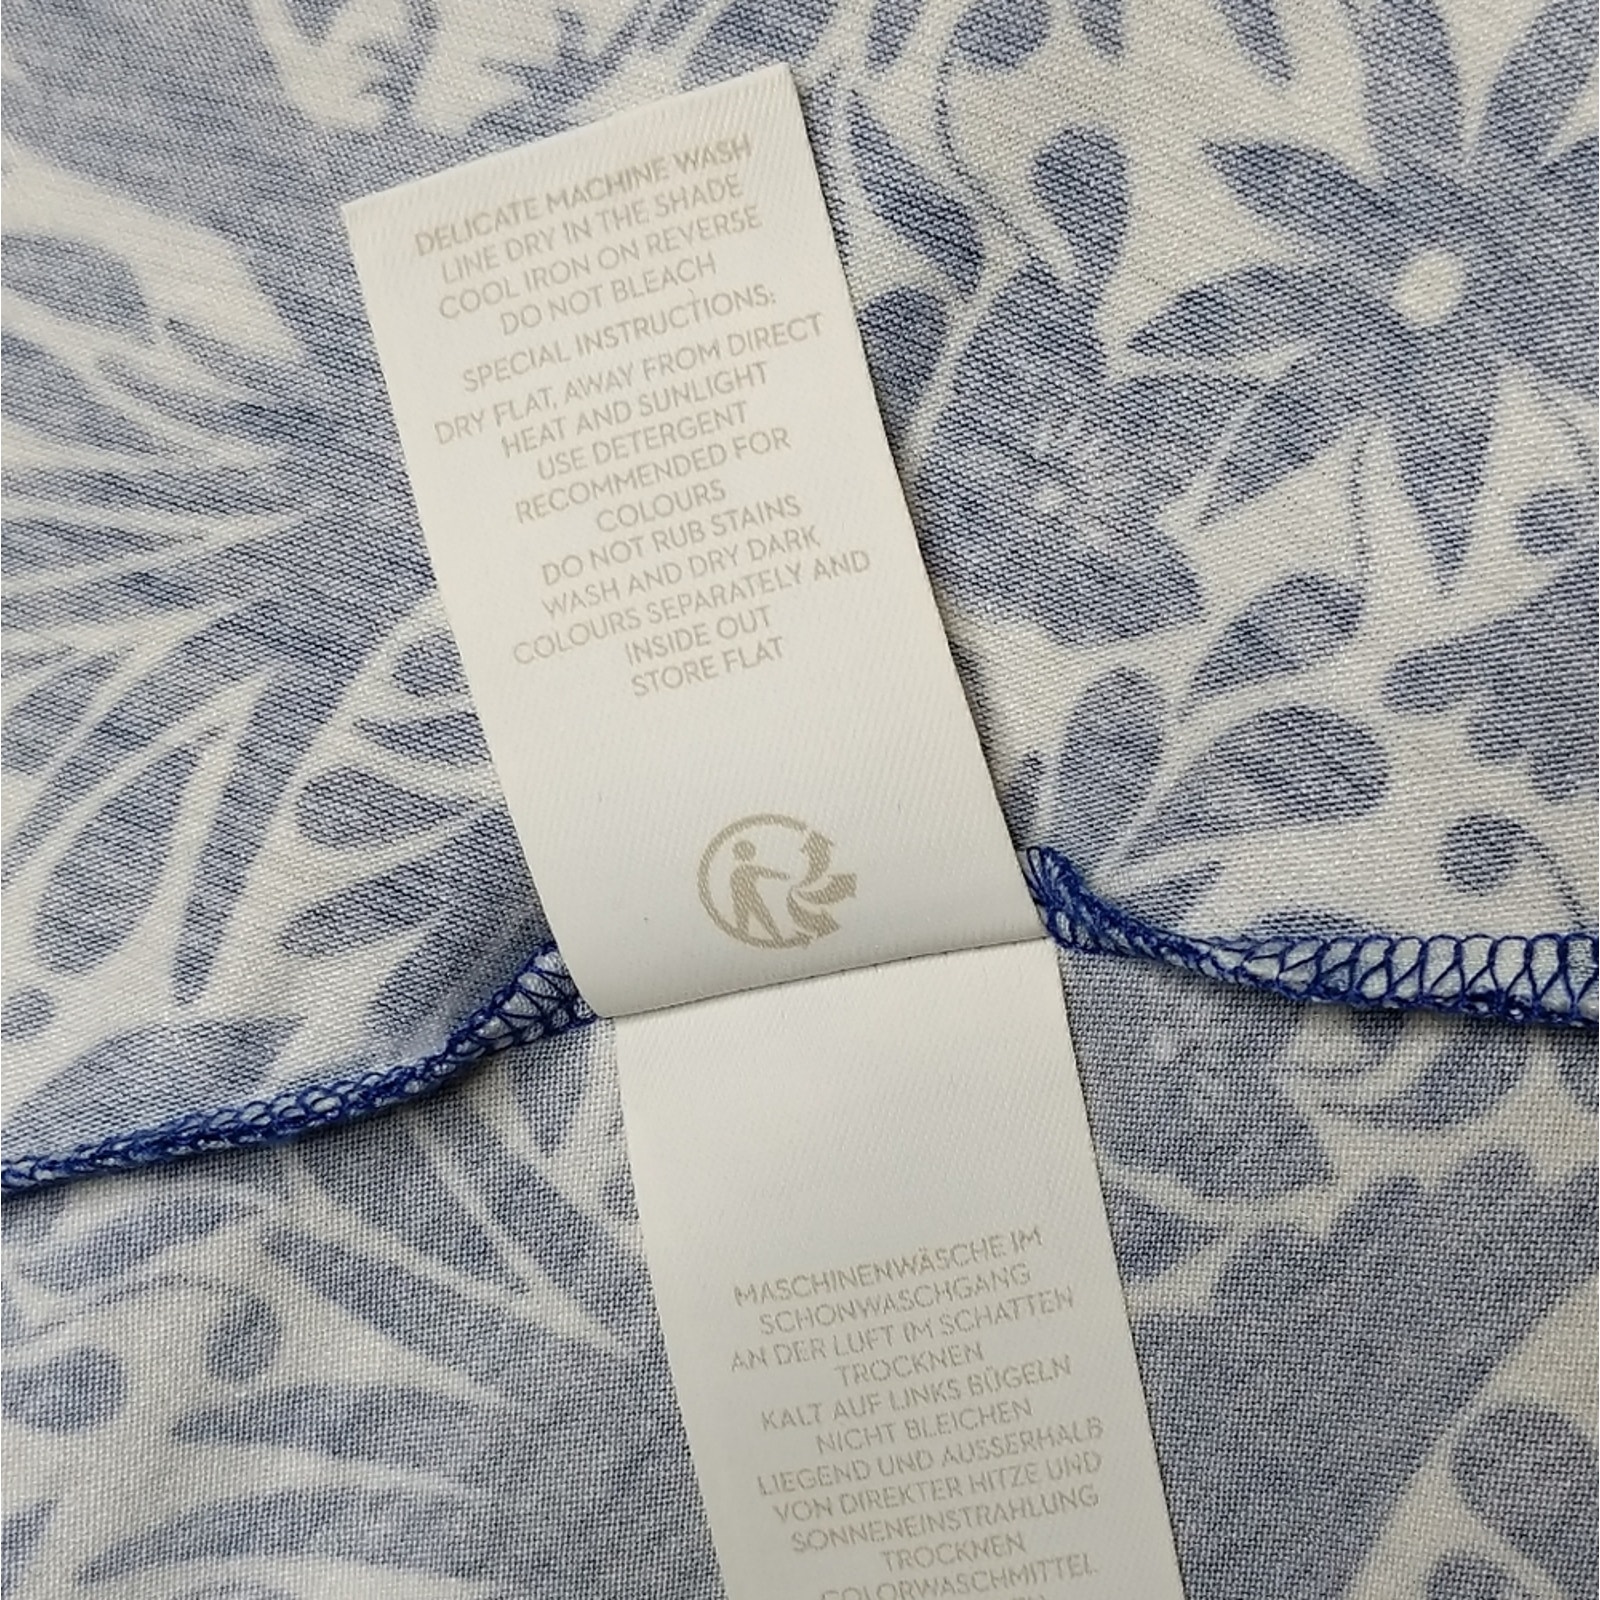 DELICATE MACHINE WASH
LINE DRY IN THE SHADE
COOL IRON ON REVERSE
DO NOT BLEACH
SPECIAL INSTRUCTIONS:
DRY FLAT, AWAY FROM DIRECT
HEAT AND SUNLIGHT
USE DETERGENT
RECOMMENDED FOR
COLOURS
DO NOT RUB STAINS
WASH AND DRY DARK
COLOURS SEPARATELY AND
INSIDE OUT
STORE FLAT
MASCHINENWÄSCHE IM
SCHONWASCHGANG
AN DER LUFT IM SCHATTEN
TROCKNEN
KALT AUF LINKS BÜGELN
NICHT BLEICHEN
LIEGEND UND AUSSERHALB
VON DIREKTER HITZE UND
SONNENEINSTRAHLUNG
TROCKNEN
COLORWASCHMITTEL